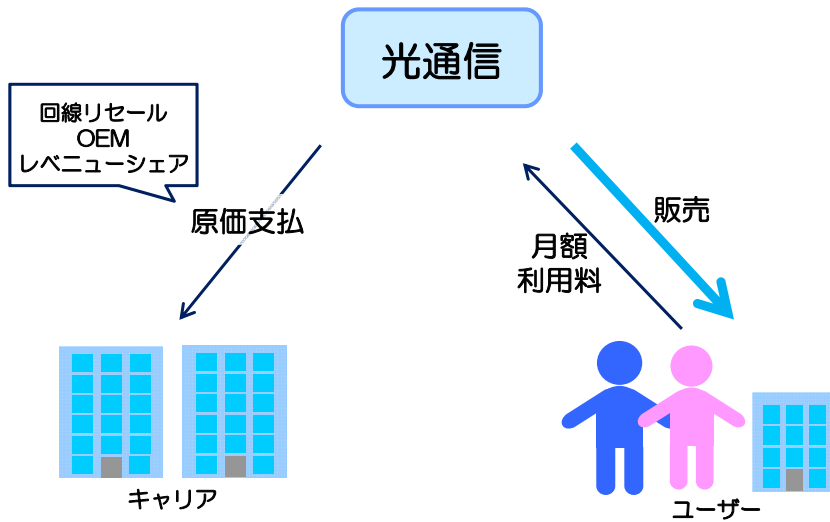 光通信
回線リセール
OEM
レベニューシェア
原価支払
販売
月額
利用料
キャリア
ユーザー